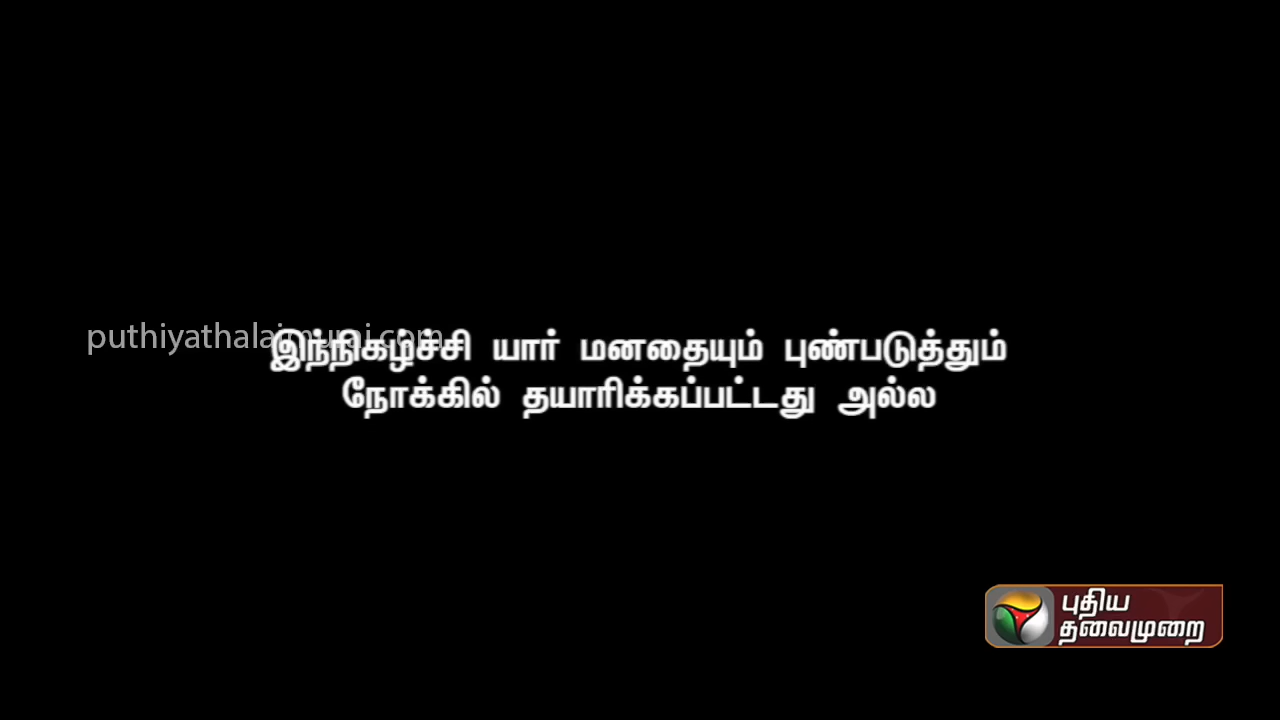 puthiyathalaimurai.com
இந்நிகழ்ச்சி யார் மனதையும் புண்படுத்தும்
நோக்கில் தயாரிக்கப்பட்டது அல்ல
புதிய
தலைமுறை